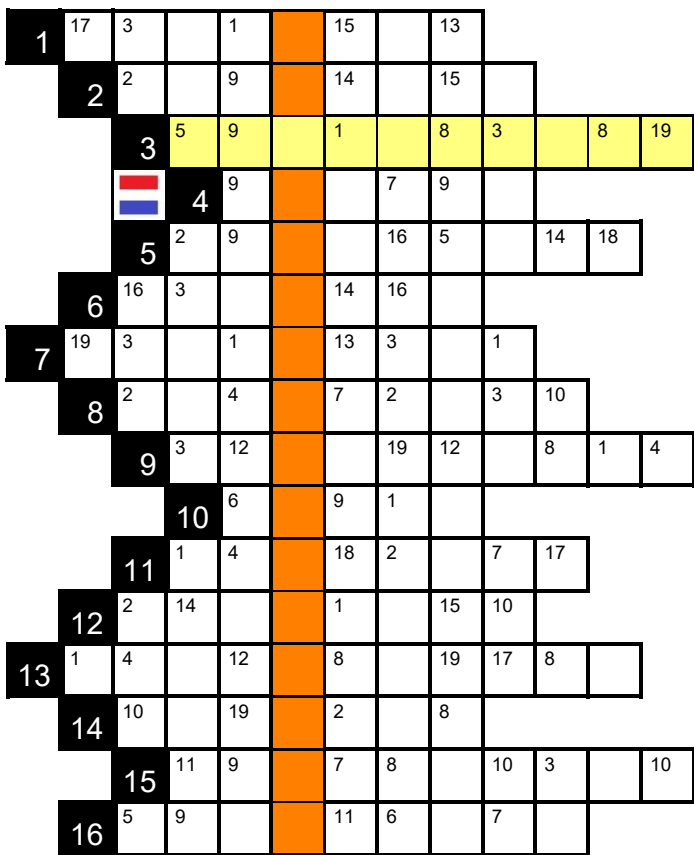 1 17 3 1 15 13
2 2 9 14 15
3 5 9 1 8 3 8 19
4 9 7 9
5 2 9 16 5 14 18
6 16 3 14 16
7 19 3 1 13 3 1
8 2 4 7 2 3 10
9 3 12 19 12 8 1 4
10 6 9 1
11 1 4 18 2 7 17
12 2 14 1 15 10
13 1 4 12 8 19 17 8
14 10 19 2 8
15 11 9 7 8 10 3 10
16 5 9 11 6 7